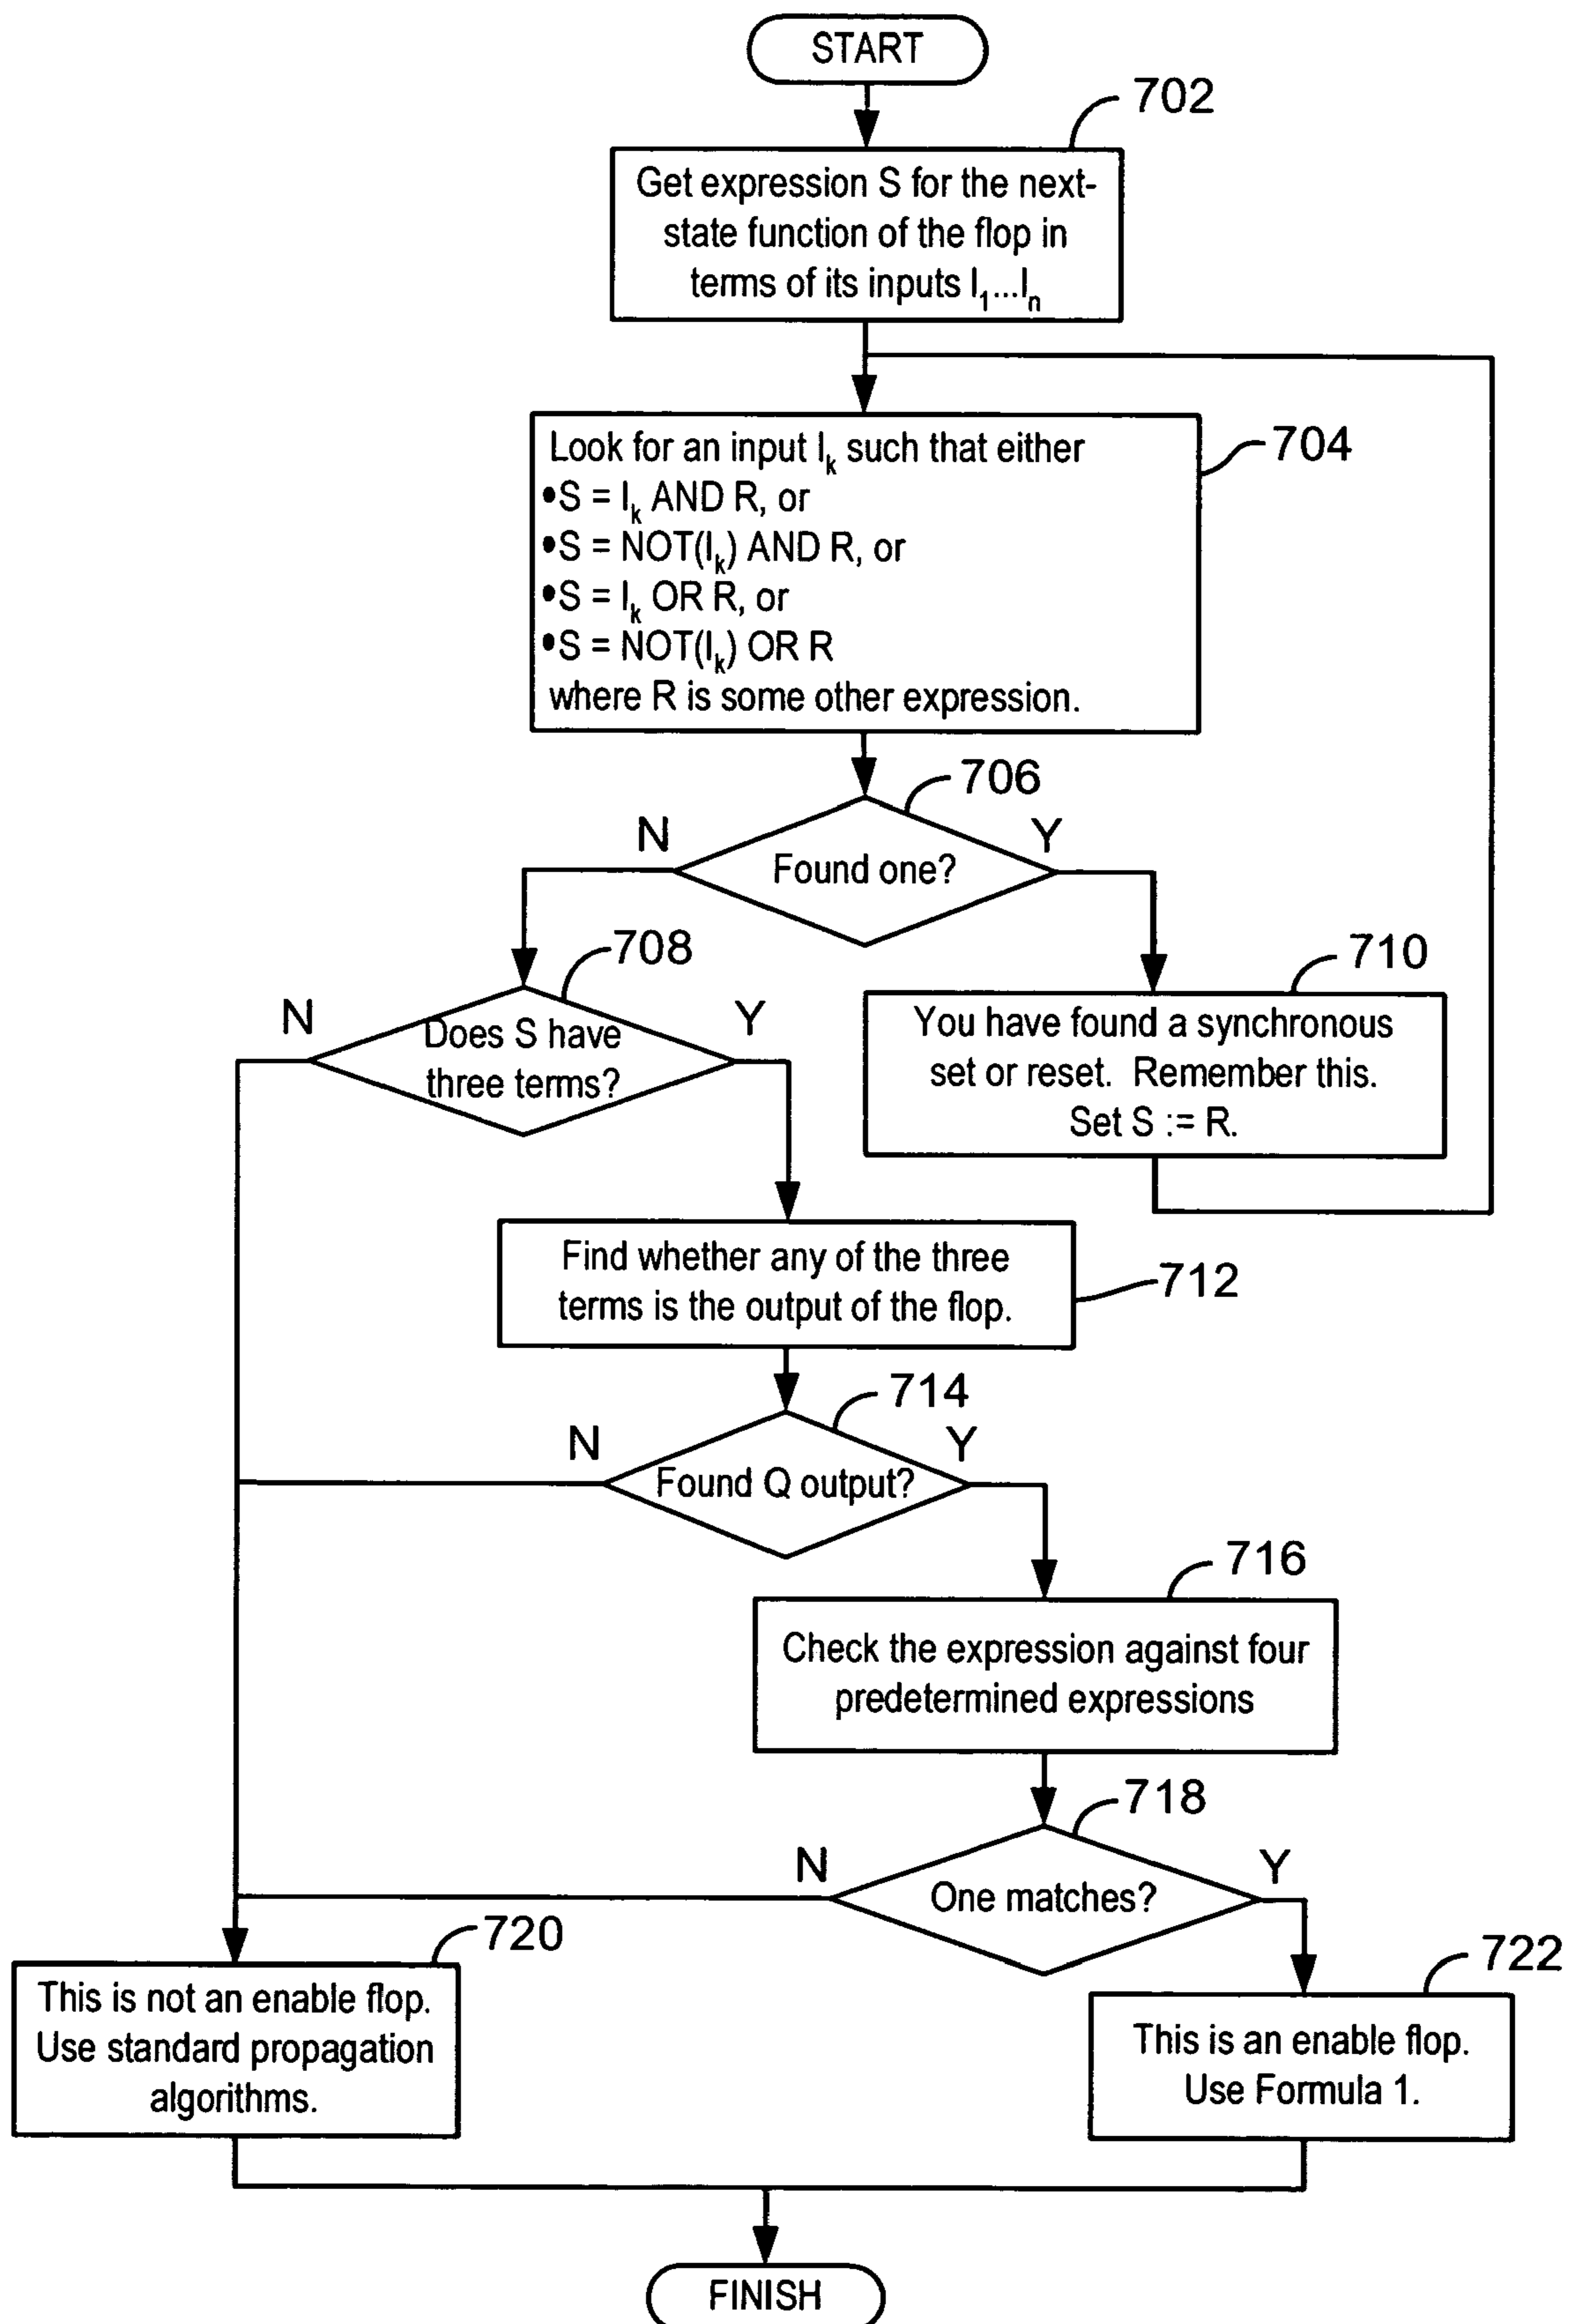 START
702
Get expression S for the next-
state function of the flop in
terms of its inputs I₁...Iₙ
704
Look for an input Iₖ such that either
•S = Iₖ AND R, or
•S = NOT(Iₖ) AND R, or
•S = Iₖ OR R, or
•S = NOT(Iₖ) OR R
where R is some other expression.
706
N
Y
Found one?
708
N
Y
Does S have
three terms?
710
You have found a synchronous
set or reset. Remember this.
Set S := R.
712
Find whether any of the three
terms is the output of the flop.
714
N
Y
Found Q output?
716
Check the expression against four
predetermined expressions
718
N
Y
One matches?
720
This is not an enable flop.
Use standard propagation
algorithms.
722
This is an enable flop.
Use Formula 1.
FINISH